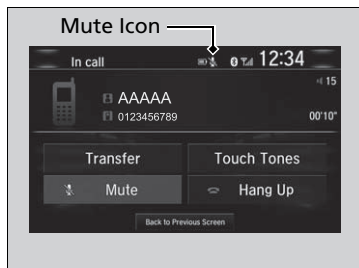 Mute Icon
In call 12:34
15
AAAAA
0123456789 00'10"
Transfer Touch Tones
Mute Hang Up
Back to Previous Screen